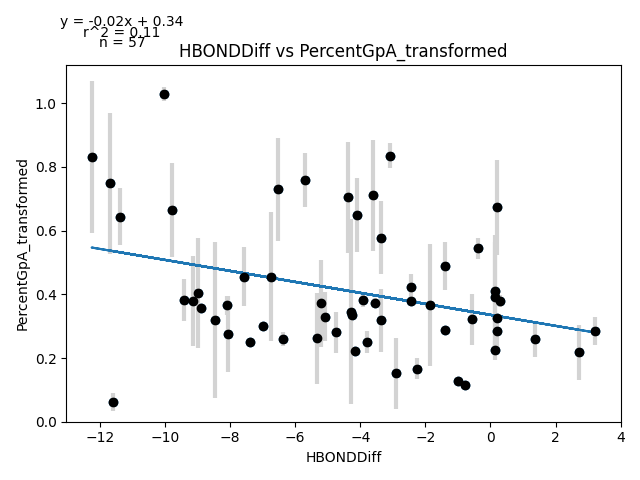 y = -0.02x + 0.34
r^2 = 0.11
n = 57
HBONDDiff vs PercentGpA_transformed
PercentGpA_transformed
1.0
0.8
0.6
0.4
0.2
0.0
−12 −10 −8 −6 −4 −2 0 2 4
HBONDDiff